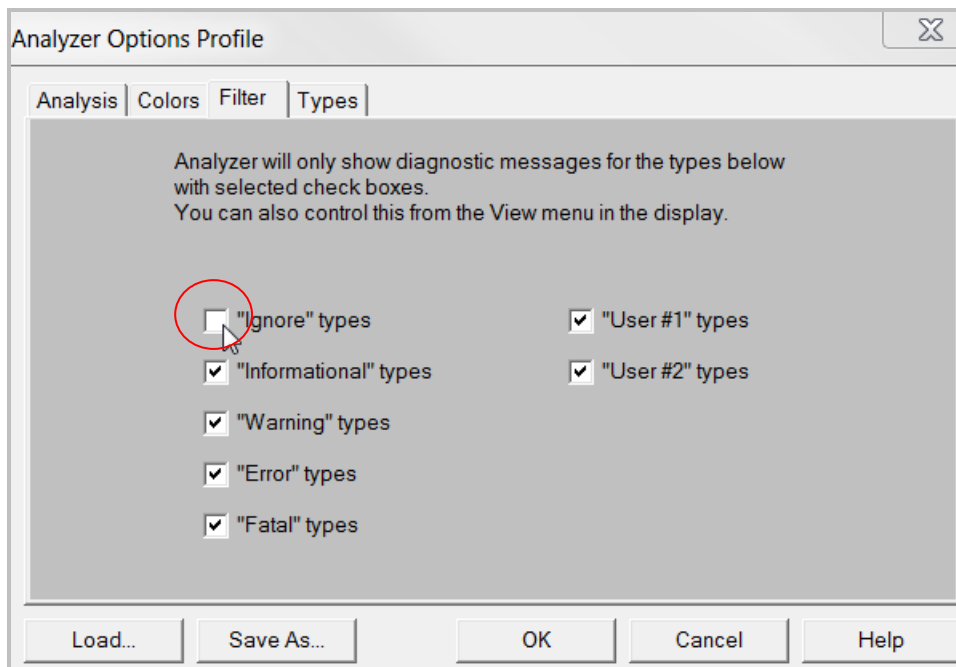 Analyzer Options Profile
Analysis Colors Filter Types
Analyzer will only show diagnostic messages for the types below
with selected check boxes.
You can also control this from the View menu in the display.
"Ignore" types
"User #1" types
"Informational" types
"User #2" types
"Warning" types
"Error" types
"Fatal" types
Load... Save As... OK Cancel Help